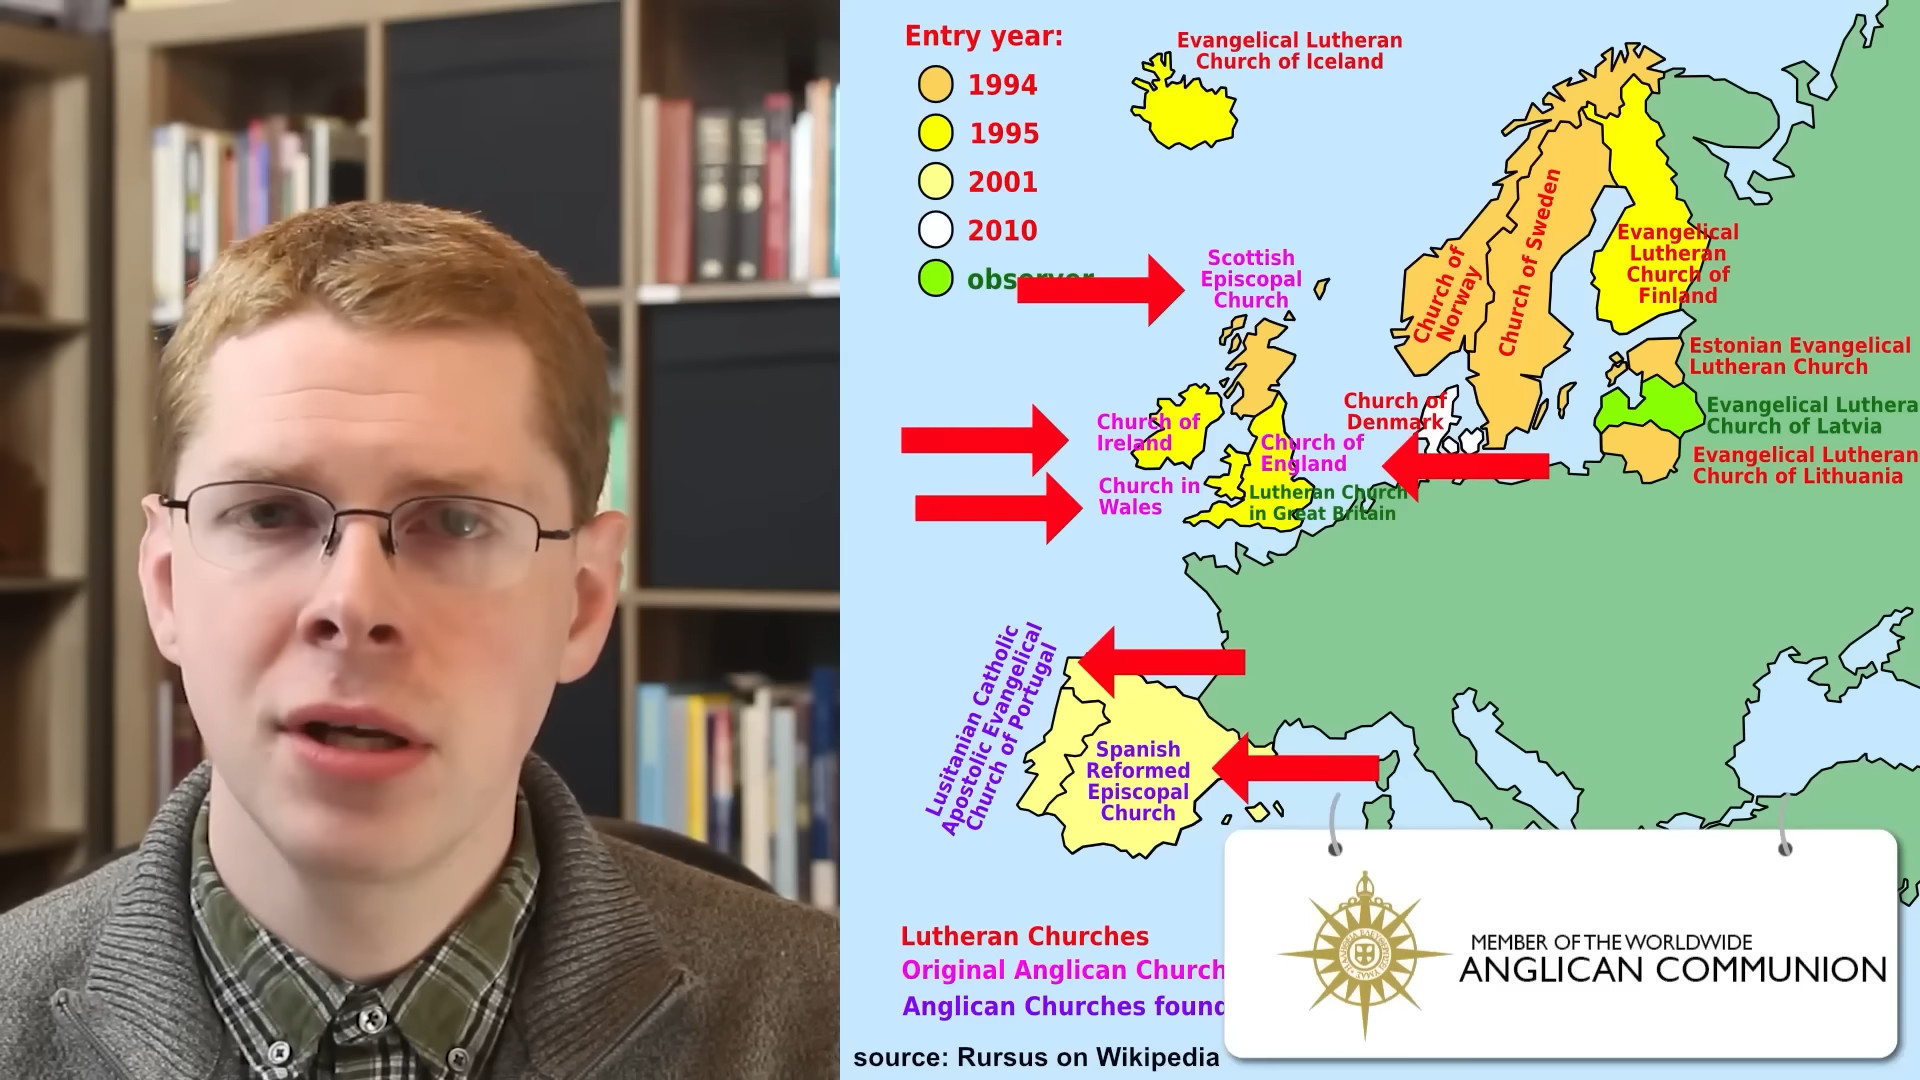 Entry year:
1994
1995
2001
2010
observer
Evangelical Lutheran
Church of Iceland
Scottish
Episcopal
Church
Church of
Norway
Church of Sweden
Evangelical
Lutheran
Church of
Finland
Estonian Evangelical
Lutheran Church
Evangelical Luthera
Church of Latvia
Evangelical Lutheran
Church of Lithuania
Church of
Denmark
Church of
Ireland
Church of
England
Church in
Wales
Lutheran Church
in Great Britain
Lusitanian Catholic
Apostolic Evangelical
Church of Portugal
Spanish
Reformed
Episcopal
Church
Lutheran Churches
Original Anglican Church
Anglican Churches found
source: Rursus on Wikipedia
MEMBER OF THE WORLDWIDE
ANGLICAN COMMUNION